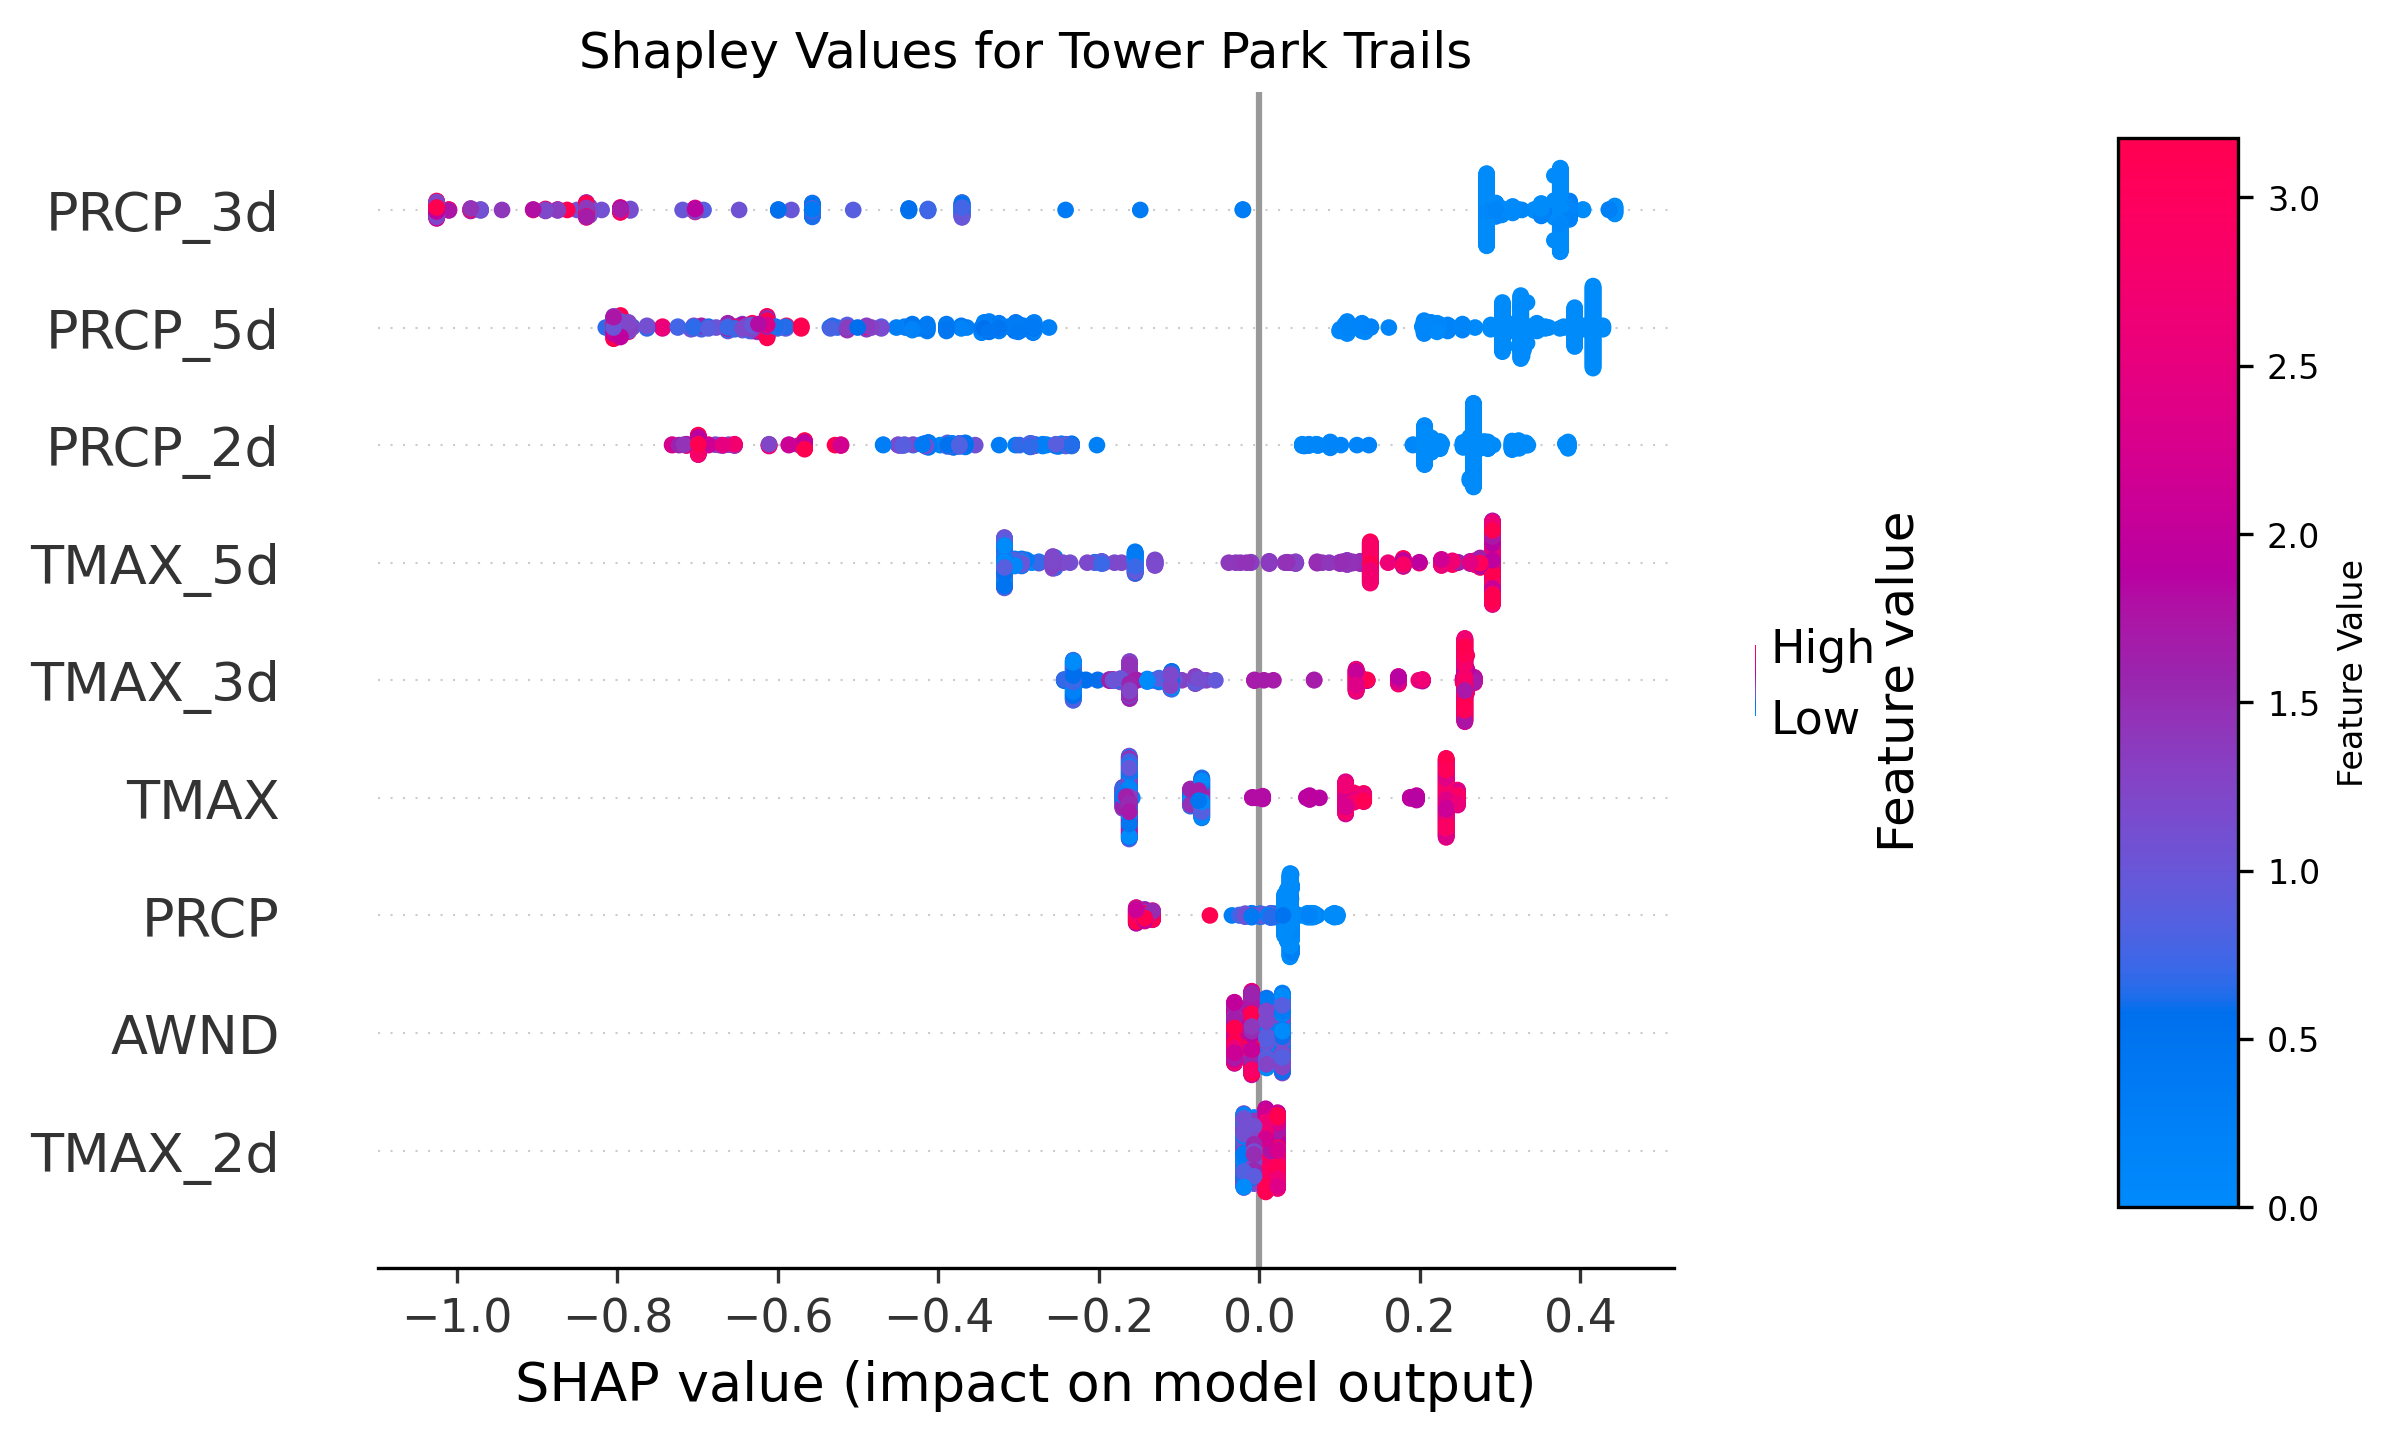 Shapley Values for Tower Park Trails
PRCP_3d
PRCP_5d
PRCP_2d
TMAX_5d
TMAX_3d
TMAX
PRCP
AWND
TMAX_2d
−1.0 −0.8 −0.6 −0.4 −0.2 0.0 0.2 0.4
SHAP value (impact on model output)
High
Low
Feature value
3.0
2.5
2.0
1.5
1.0
0.5
0.0
Feature Value